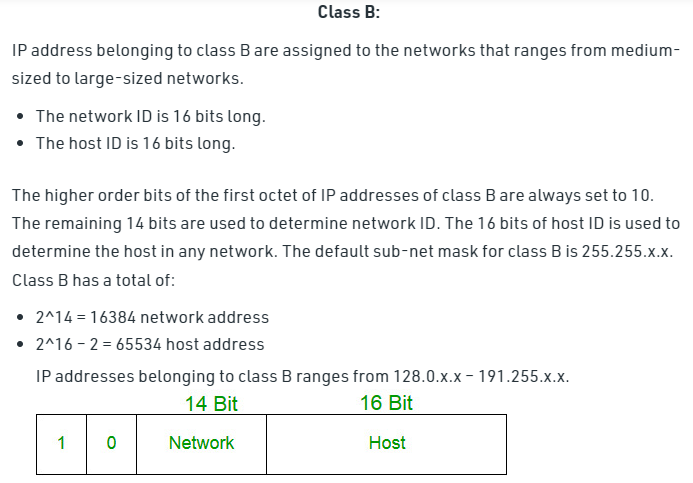 Class B:
IP address belonging to class B are assigned to the networks that ranges from medium-
sized to large-sized networks.
• The network ID is 16 bits long.
• The host ID is 16 bits long.
The higher order bits of the first octet of IP addresses of class B are always set to 10.
The remaining 14 bits are used to determine network ID. The 16 bits of host ID is used to
determine the host in any network. The default sub-net mask for class B is 255.255.x.x.
Class B has a total of:
• 2^14 = 16384 network address
• 2^16 – 2 = 65534 host address
IP addresses belonging to class B ranges from 128.0.x.x – 191.255.x.x.
14 Bit 16 Bit
1 0 Network Host